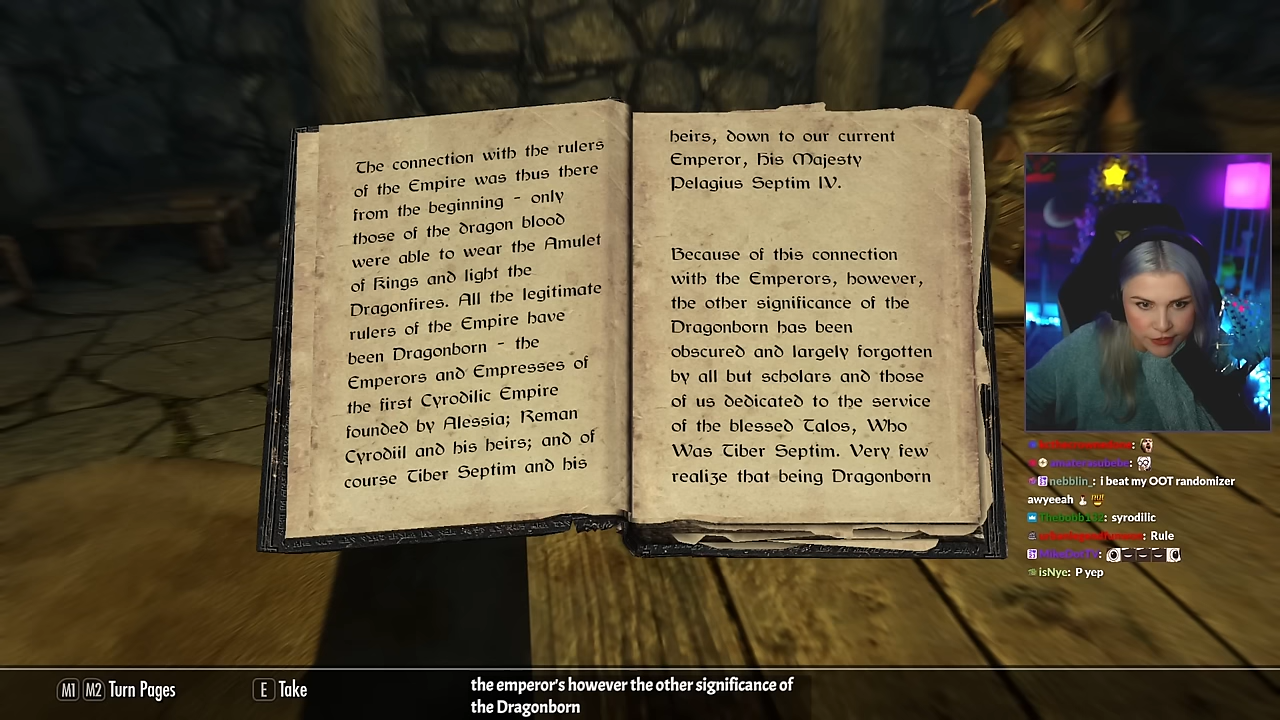 The connection with the rulers
of the Empire was thus there
from the beginning - only
those of the dragon blood
were able to wear the Amulet
of Kings and light the
Dragonfires. All the legitimate
rulers of the Empire have
been Dragonborn - the
Emperors and Empresses of
the first Cyrodilic Empire
founded by Alessia; Reman
Cyrodiil and his heirs; and of
course Tiber Septim and his
heirs, down to our current
Emperor, His Majesty
Pelagius Septim IV.
Because of this connection
with the Emperors, however,
the other significance of the
Dragonborn has been
obscured and largely forgotten
by all but scholars and those
of us dedicated to the service
of the blessed Talos, Who
Was Tiber Septim. Very few
realize that being Dragonborn
:
amaterasubebe:
nebblin_: i beat my OOT randomizer
awyeeah
: syrodilic
: Rule
:
isNye: P yep
M1 M2 Turn Pages
E Take
the emperor's however the other significance of
the Dragonborn